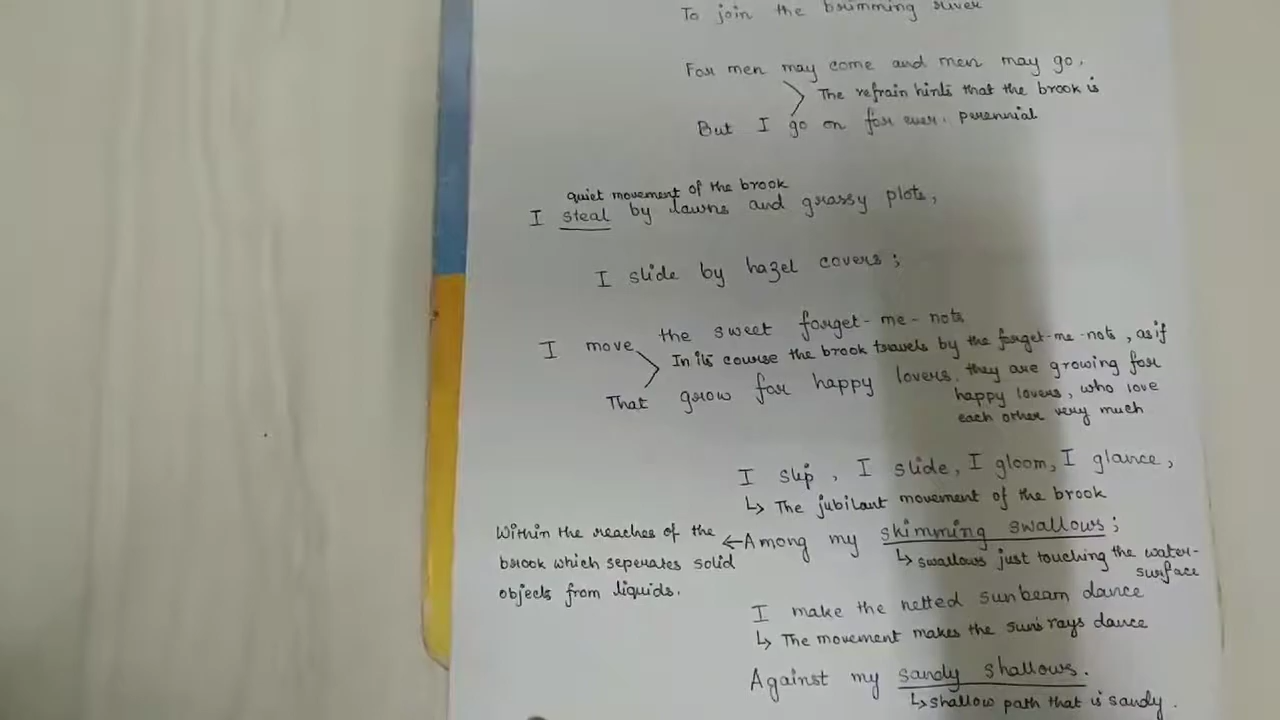 To join the brimming river
For men may come and men may go,
The refrain hints that the brook is
But I go on for ever. perennial
quiet movement of the brook
I steal by lawns and grassy plots,
I slide by hazel covers;
I move the sweet forget-me-nots
In its course the brook travels by the forget-me-nots, as if
That grow for happy lovers. they are growing for
happy lovers, who love
each other very much
I slip, I slide, I gloom, I glance,
↳ The jubilant movement of the brook
Within the reaches of the
brook which seperates solid
objects from liquids.
← Among my skimming swallows;
↳ swallows just touching the water-
surface
I make the netted sunbeam dance
↳ The movement makes the sun's rays dance
Against my sandy shallows.
↳ shallow path that is sandy.